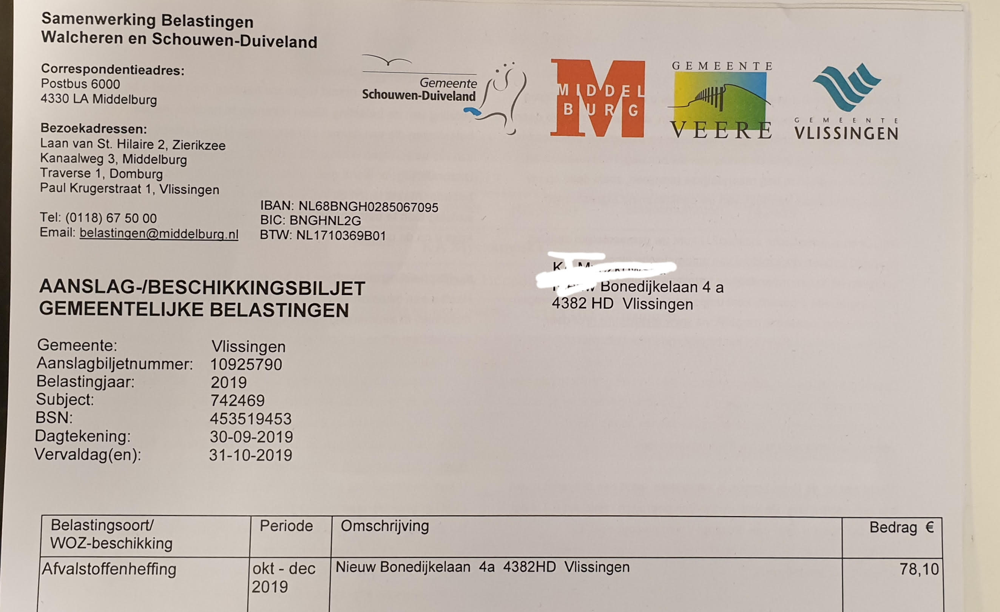 Samenwerking Belastingen
Walcheren en Schouwen-Duiveland
Correspondentieadres:
Postbus 6000
4330 LA Middelburg
Bezoekadressen:
Laan van St. Hilaire 2, Zierikzee
Kanaalweg 3, Middelburg
Traverse 1, Domburg
Paul Krugerstraat 1, Vlissingen
Tel: (0118) 67 50 00
Email: belastingen@middelburg.nl
IBAN: NL68BNGH0285067095
BIC: BNGHNL2G
BTW: NL1710369B01
Gemeente
Schouwen-Duiveland
MIDDEL
BURG
GEMEENTE
VEERE
GEMEENTE
VLISSINGEN
K. M
Bonedijkelaan 4 a
4382 HD Vlissingen
AANSLAG-/BESCHIKKINGSBILJET
GEMEENTELIJKE BELASTINGEN
Gemeente: Vlissingen
Aanslagbiljetnummer: 10925790
Belastingjaar: 2019
Subject: 742469
BSN: 453519453
Dagtekening: 30-09-2019
Vervaldag(en): 31-10-2019
Belastingsoort/ Periode Omschrijving Bedrag €
WOZ-beschikking
Afvalstoffenheffing okt - dec Nieuw Bonedijkelaan 4a 4382HD Vlissingen 78,10
2019